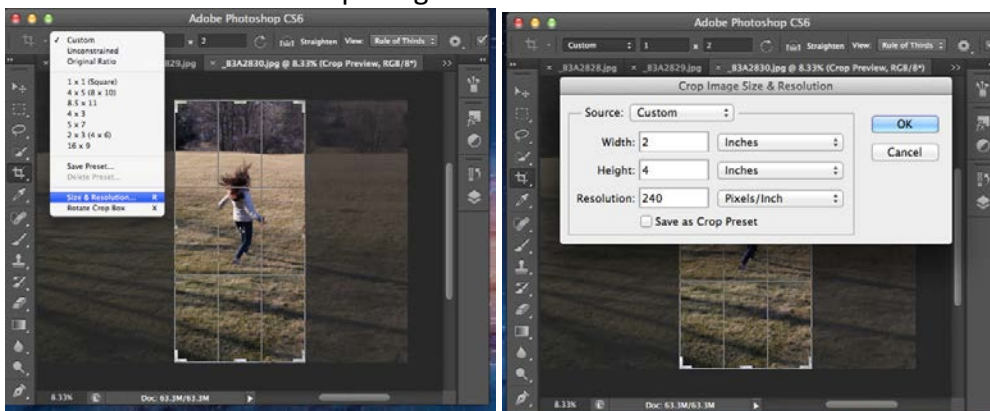 Adobe Photoshop CS6
✓ Custom
Unconstrained
Original Ratio
1 x 1 (Square)
4 x 5 (8 x 10)
8.5 x 11
4 x 3
5 x 7
2 x 3 (4 x 6)
16 x 9
Save Preset...
Delete Preset...
Size & Resolution... R
Rotate Crop Box X
x 2 Straighten View: Rule of Thirds
829.jpg × _83A2830.jpg @ 8.33% (Crop Preview, RGB/8*) >>
8.33% Doc: 63.3M/63.3M
Adobe Photoshop CS6
Custom 1 x 2 Straighten View: Rule of Thirds
× _83A2828.jpg × _83A2829.jpg × _83A2830.jpg @ 8.33% (Crop Preview, RGB/8*) >>
Crop Image Size & Resolution
Source: Custom
OK
Width: 2 Inches
Cancel
Height: 4 Inches
Resolution: 240 Pixels/Inch
Save as Crop Preset
8.33% Doc: 63.3M/63.3M